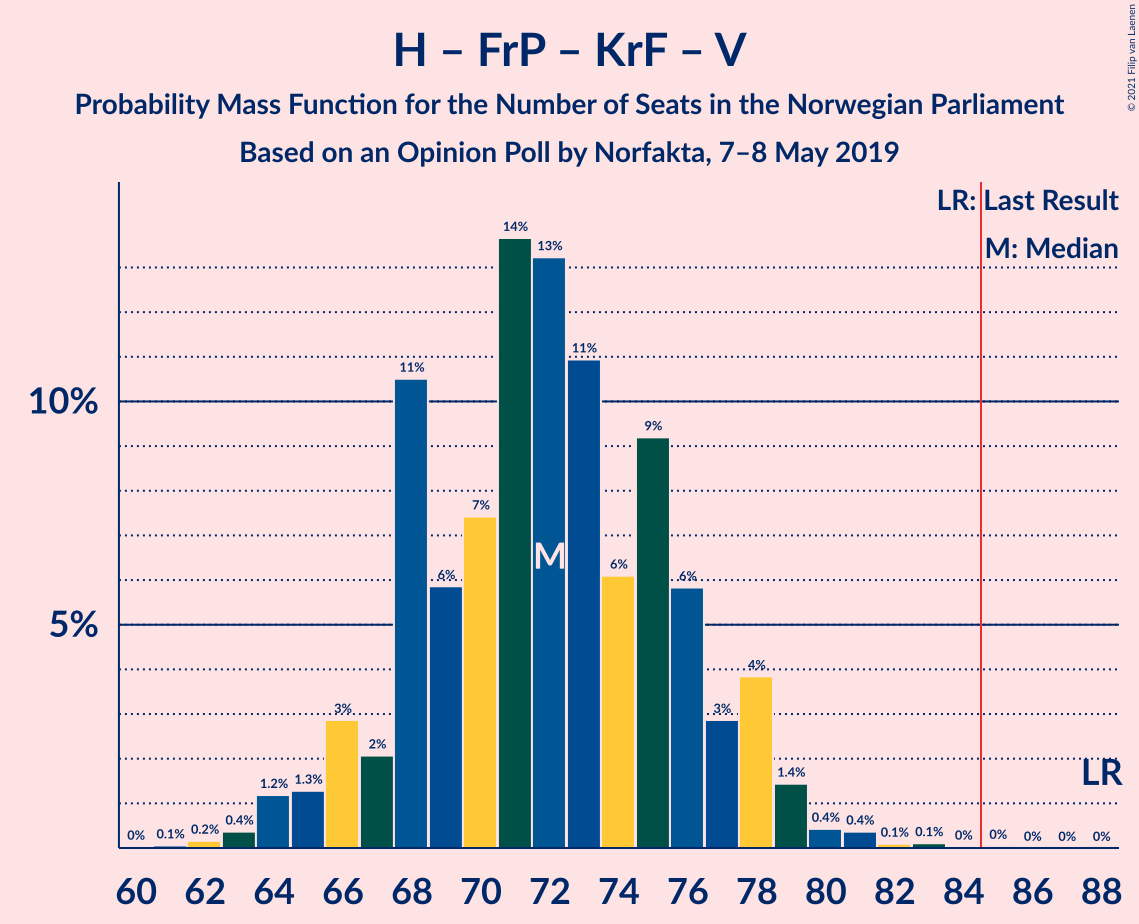 H – FrP – KrF – V
Probability Mass Function for the Number of Seats in the Norwegian Parliament
Based on an Opinion Poll by Norfakta, 7–8 May 2019
© 2021 Filip van Laenen
LR: Last Result
M: Median
10%
5%
0% 0.1% 0.2% 0.4% 1.2% 1.3% 3% 2% 11% 6% 7% 14% 13% 11% 6% 9% 6% 3% 4% 1.4% 0.4% 0.4% 0.1% 0.1% 0% 0% 0% 0% 0%
M
LR
60 62 64 66 68 70 72 74 76 78 80 82 84 86 88